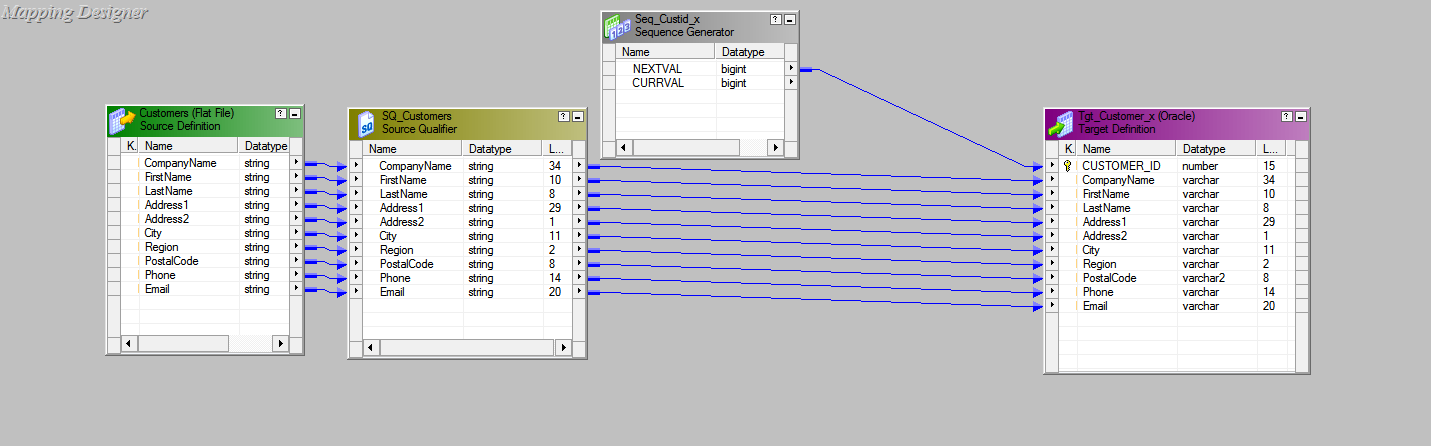 Mapping Designer
Seq_Custid_x
Sequence Generator
Name Datatype
NEXTVAL bigint
CURRVAL bigint
Customers (Flat File)
Source Definition
K. Name Datatype
CompanyName string
FirstName string
LastName string
Address1 string
Address2 string
City string
Region string
PostalCode string
Phone string
Email string
SQ
SQ_Customers
Source Qualifier
Name Datatype L...
CompanyName string 34
FirstName string 10
LastName string 8
Address1 string 29
Address2 string 1
City string 11
Region string 2
PostalCode string 8
Phone string 14
Email string 20
Tgt_Customer_x (Oracle)
Target Definition
K. Name Datatype L...
CUSTOMER_ID number 15
CompanyName varchar 34
FirstName varchar 10
LastName varchar 8
Address1 varchar 29
Address2 varchar 1
City varchar 11
Region varchar 2
PostalCode varchar2 8
Phone varchar 14
Email varchar 20